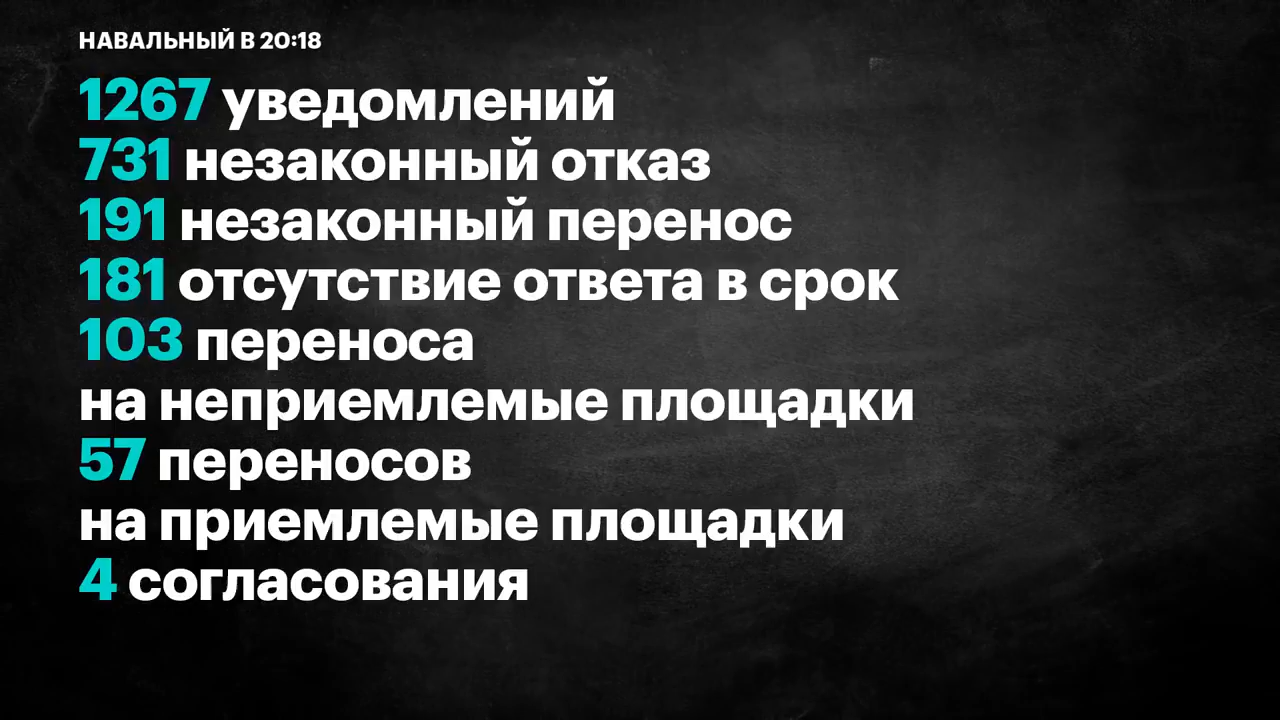 НАВАЛЬНЫЙ В 20:18
1267 уведомлений
731 незаконный отказ
191 незаконный перенос
181 отсутствие ответа в срок
103 переноса
на неприемлемые площадки
57 переносов
на приемлемые площадки
4 согласования